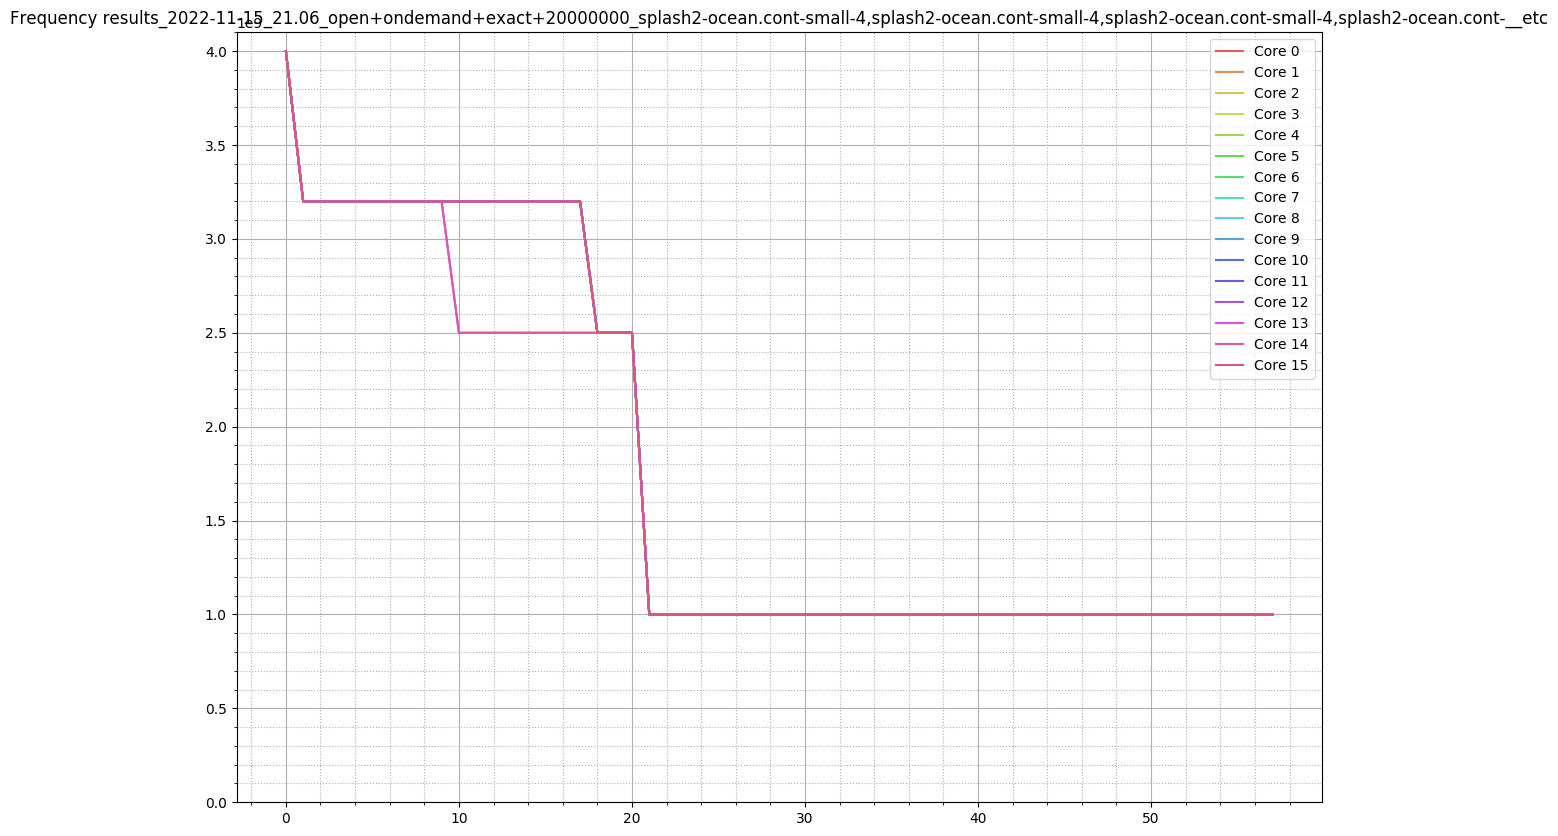 Frequency results_2022-11-15_21.06_open+ondemand+exact+20000000_splash2-ocean.cont-small-4,splash2-ocean.cont-small-4,splash2-ocean.cont-small-4,splash2-ocean.cont-__etc
1e9
4.0
3.5
3.0
2.5
2.0
1.5
1.0
0.5
0.0
0 10 20 30 40 50
Core 0
Core 1
Core 2
Core 3
Core 4
Core 5
Core 6
Core 7
Core 8
Core 9
Core 10
Core 11
Core 12
Core 13
Core 14
Core 15